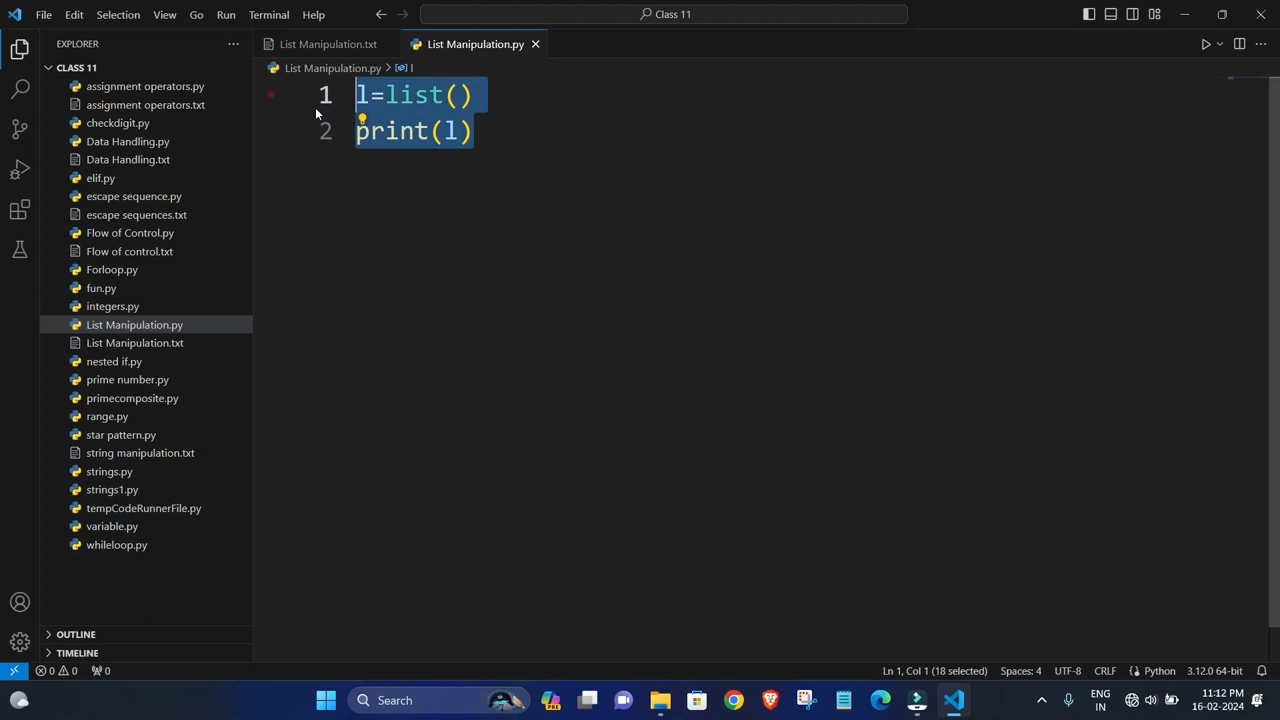 File Edit Selection View Go Run Terminal Help
Class 11
EXPLORER
List Manipulation.txt
List Manipulation.py
CLASS 11
List Manipulation.py > l
assignment operators.py
assignment operators.txt
checkdigit.py
Data Handling.py
Data Handling.txt
elif.py
escape sequence.py
escape sequences.txt
Flow of Control.py
Flow of control.txt
Forloop.py
fun.py
integers.py
List Manipulation.py
List Manipulation.txt
nested if.py
prime number.py
primecomposite.py
range.py
star pattern.py
string manipulation.txt
strings.py
strings1.py
tempCodeRunnerFile.py
variable.py
whileloop.py
OUTLINE
TIMELINE
1 l=list()
2 print(l)
0 0 0
Ln 1, Col 1 (18 selected) Spaces: 4 UTF-8 CRLF Python 3.12.0 64-bit
Search
PRE
ENG
IN
11:12 PM
16-02-2024